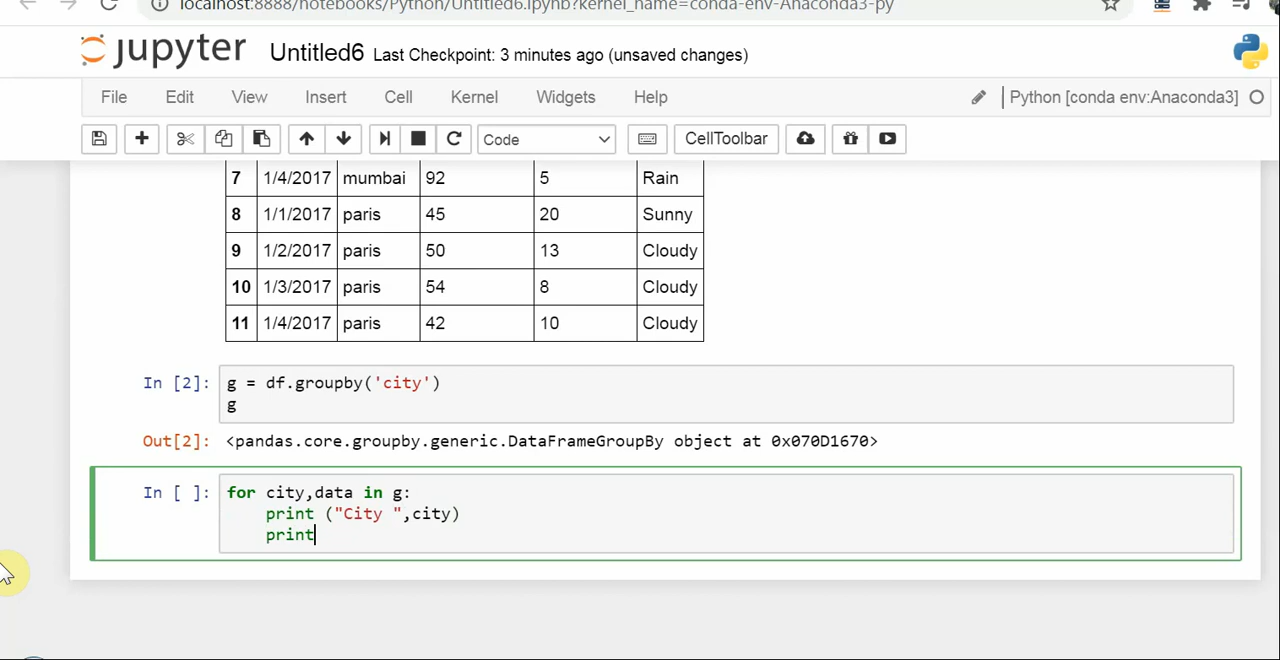 localhost:8888/notebooks/Python/Untitled6.ipynb?kernel_name=conda-env-Anaconda3-py
jupyter Untitled6 Last Checkpoint: 3 minutes ago (unsaved changes)
File Edit View Insert Cell Kernel Widgets Help Python [conda env:Anaconda3]
Code CellToolbar
7 1/4/2017 mumbai 92 5 Rain
8 1/1/2017 paris 45 20 Sunny
9 1/2/2017 paris 50 13 Cloudy
10 1/3/2017 paris 54 8 Cloudy
11 1/4/2017 paris 42 10 Cloudy
In [2]: g = df.groupby('city')
g
Out[2]: <pandas.core.groupby.generic.DataFrameGroupBy object at 0x070D1670>
In [ ]: for city,data in g:
print ("City ",city)
print